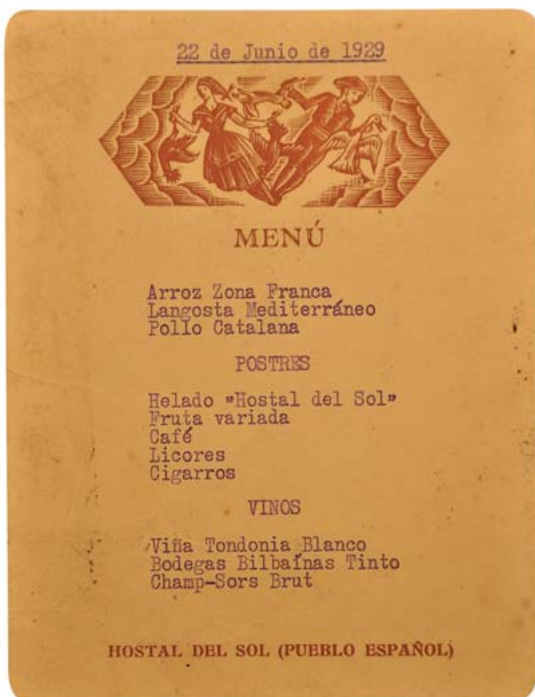 22 de Junio de 1929
MENÚ
Arroz Zona Franca
Langosta Mediterráneo
Pollo Catalana
POSTRES
Helado "Hostal del Sol"
Fruta variada
Café
Licores
Cigarros
VINOS
Viña Tondonia Blanco
Bodegas Bilbaínas Tinto
Champ-Sors Brut
HOSTAL DEL SOL (PUEBLO ESPAÑOL)